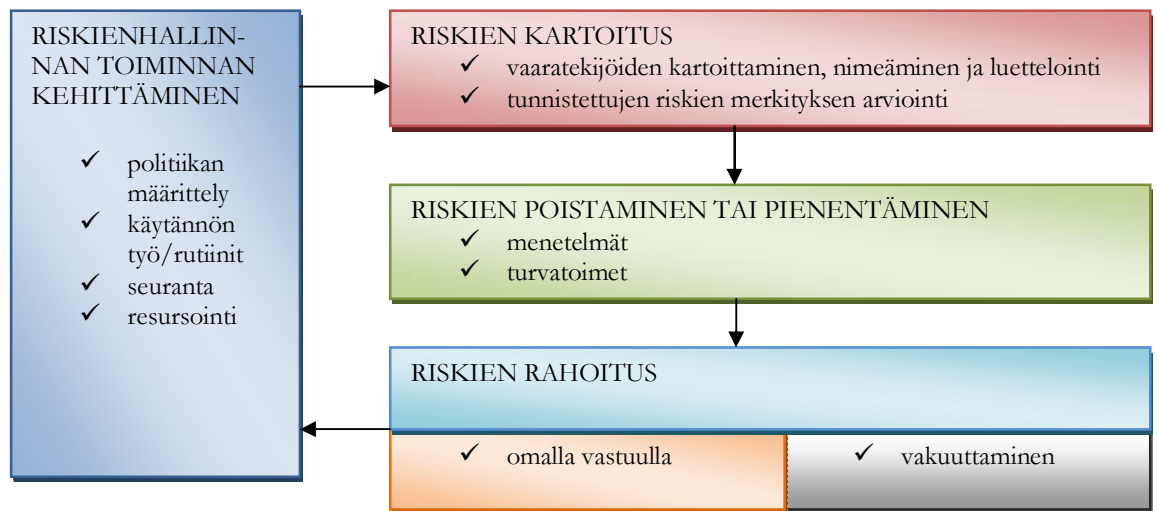 RISKIENHALLIN-
NAN TOIMINNAN
KEHITTÄMINEN
✓ politiikan
määrittely
✓ käytännön
työ/rutiinit
✓ seuranta
✓ resursointi
RISKIEN KARTOITUS
✓ vaaratekijöiden kartoittaminen, nimeäminen ja luettelointi
✓ tunnistettujen riskien merkityksen arviointi
RISKIEN POISTAMINEN TAI PIENENTÄMINEN
✓ menetelmät
✓ turvatoimet
RISKIEN RAHOITUS
✓ omalla vastuulla
✓ vakuuttaminen